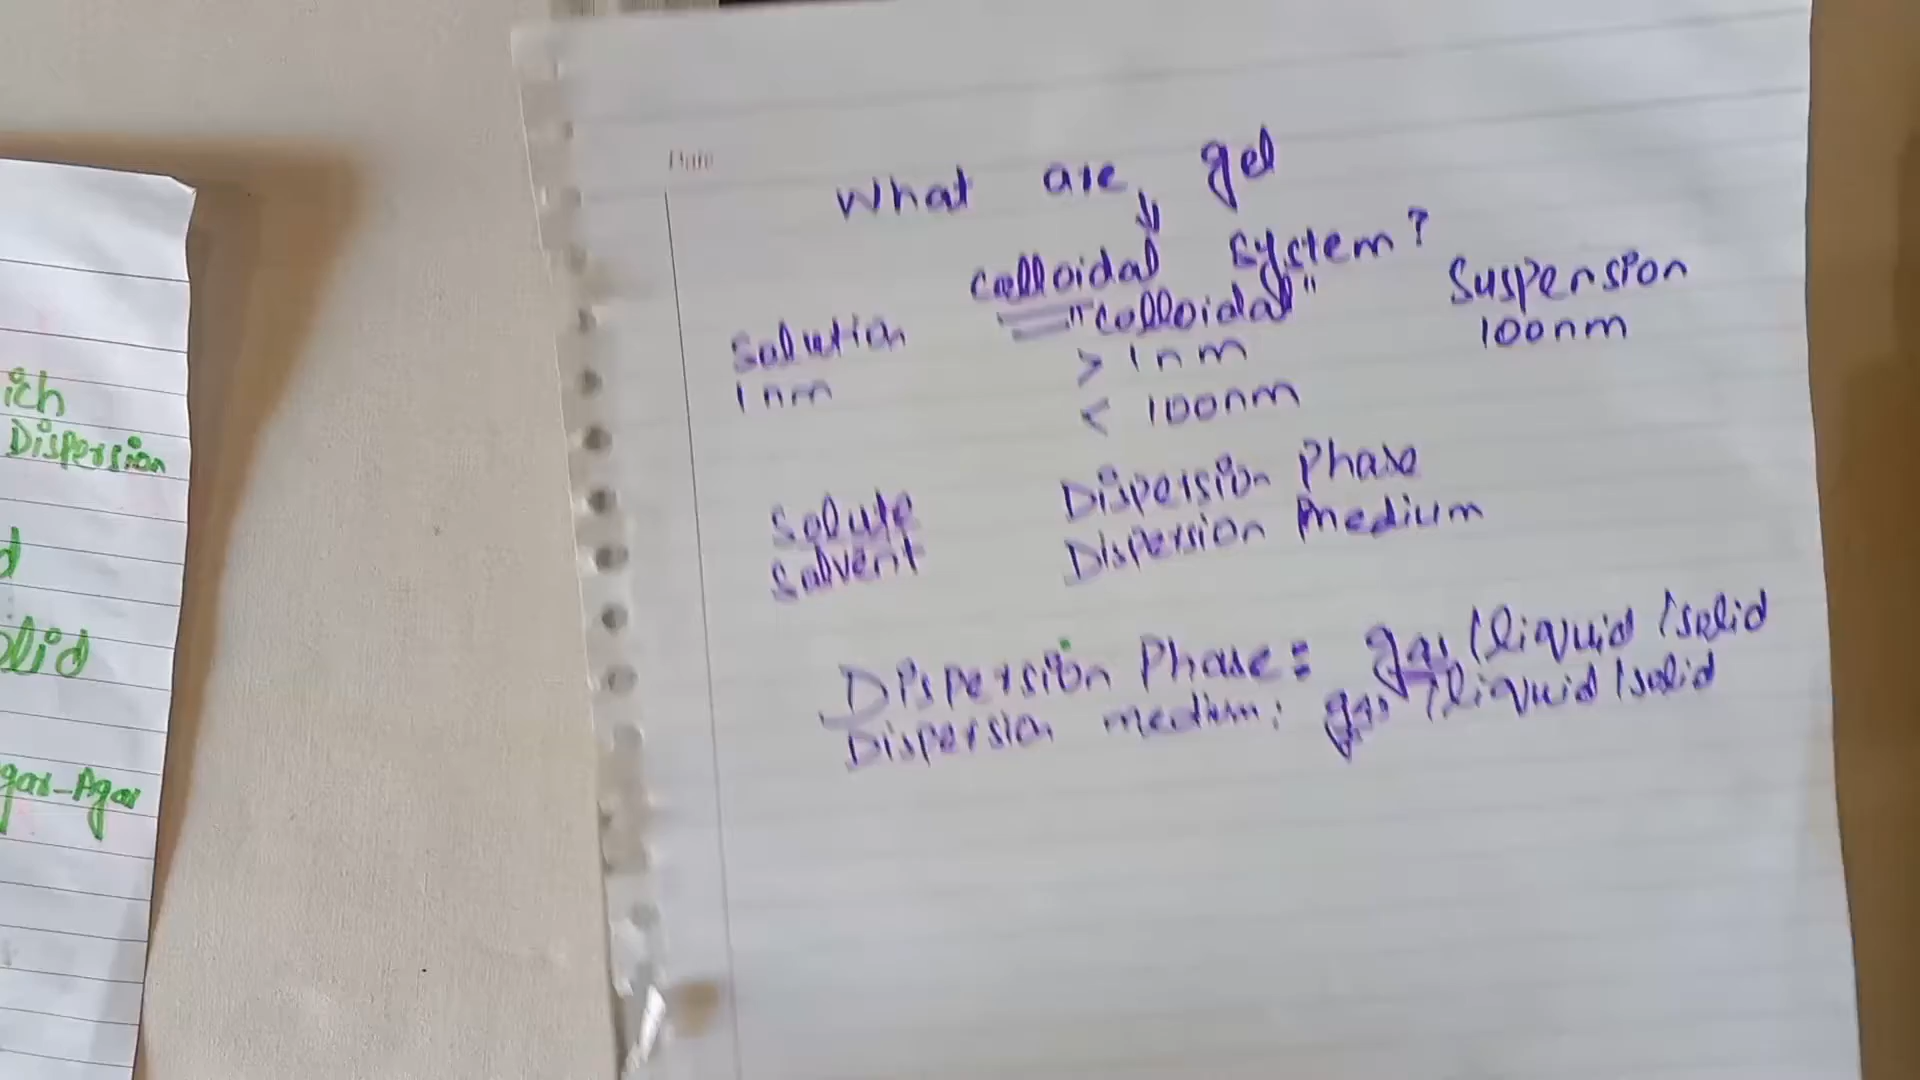 ich
Dispersion
d
olid
gar-Agar
Date
What are gel
colloidal system?
Solution "colloidal" Suspension
1nm > 1nm 100nm
< 100nm
Solute Dispersion Phase
Solvent Dispersion Medium
Dispersion Phase: gas/liquid/solid
Dispersion medium: gas/liquid/solid